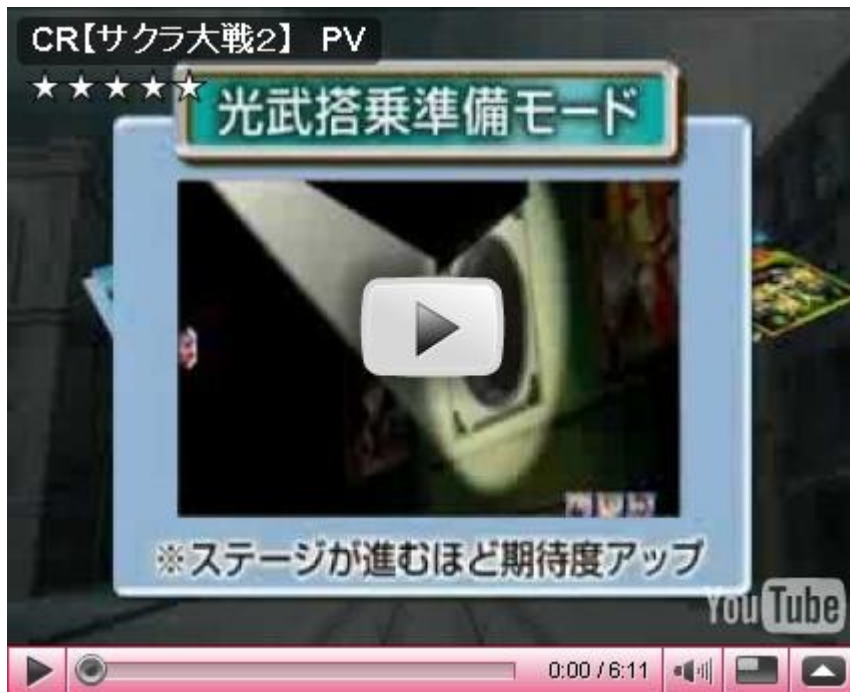 CR【サクラ大戦2】 PV
★★★★★
光武搭乗準備モード
※ステージが進むほど期待度アップ
YouTube
0:00 / 6:11